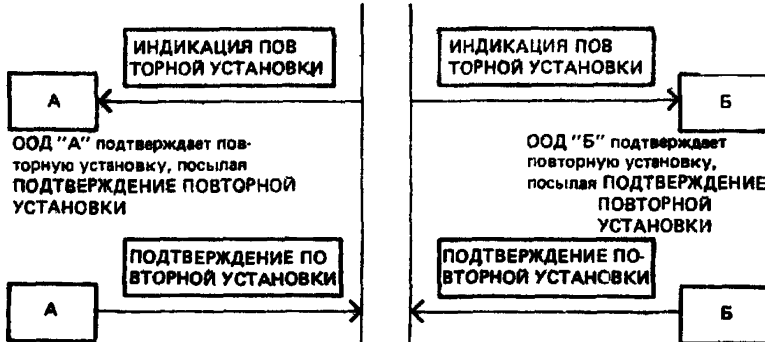 ИНДИКАЦИЯ ПОВ
ТОРНОЙ УСТАНОВКИ
ИНДИКАЦИЯ ПОВ
ТОРНОЙ УСТАНОВКИ
А
Б
ООД "А" подтверждает пов-
торную установку, посылая
ПОДТВЕРЖДЕНИЕ ПОВТОРНОЙ
УСТАНОВКИ
ООД "Б" подтверждает
повторную установку,
посылая ПОДТВЕРЖДЕНИЕ
ПОВТОРНОЙ
УСТАНОВКИ
ПОДТВЕРЖДЕНИЕ ПО
ВТОРНОЙ УСТАНОВКИ
ПОДТВЕРЖДЕНИЕ ПО-
ВТОРНОЙ УСТАНОВКИ
А
Б